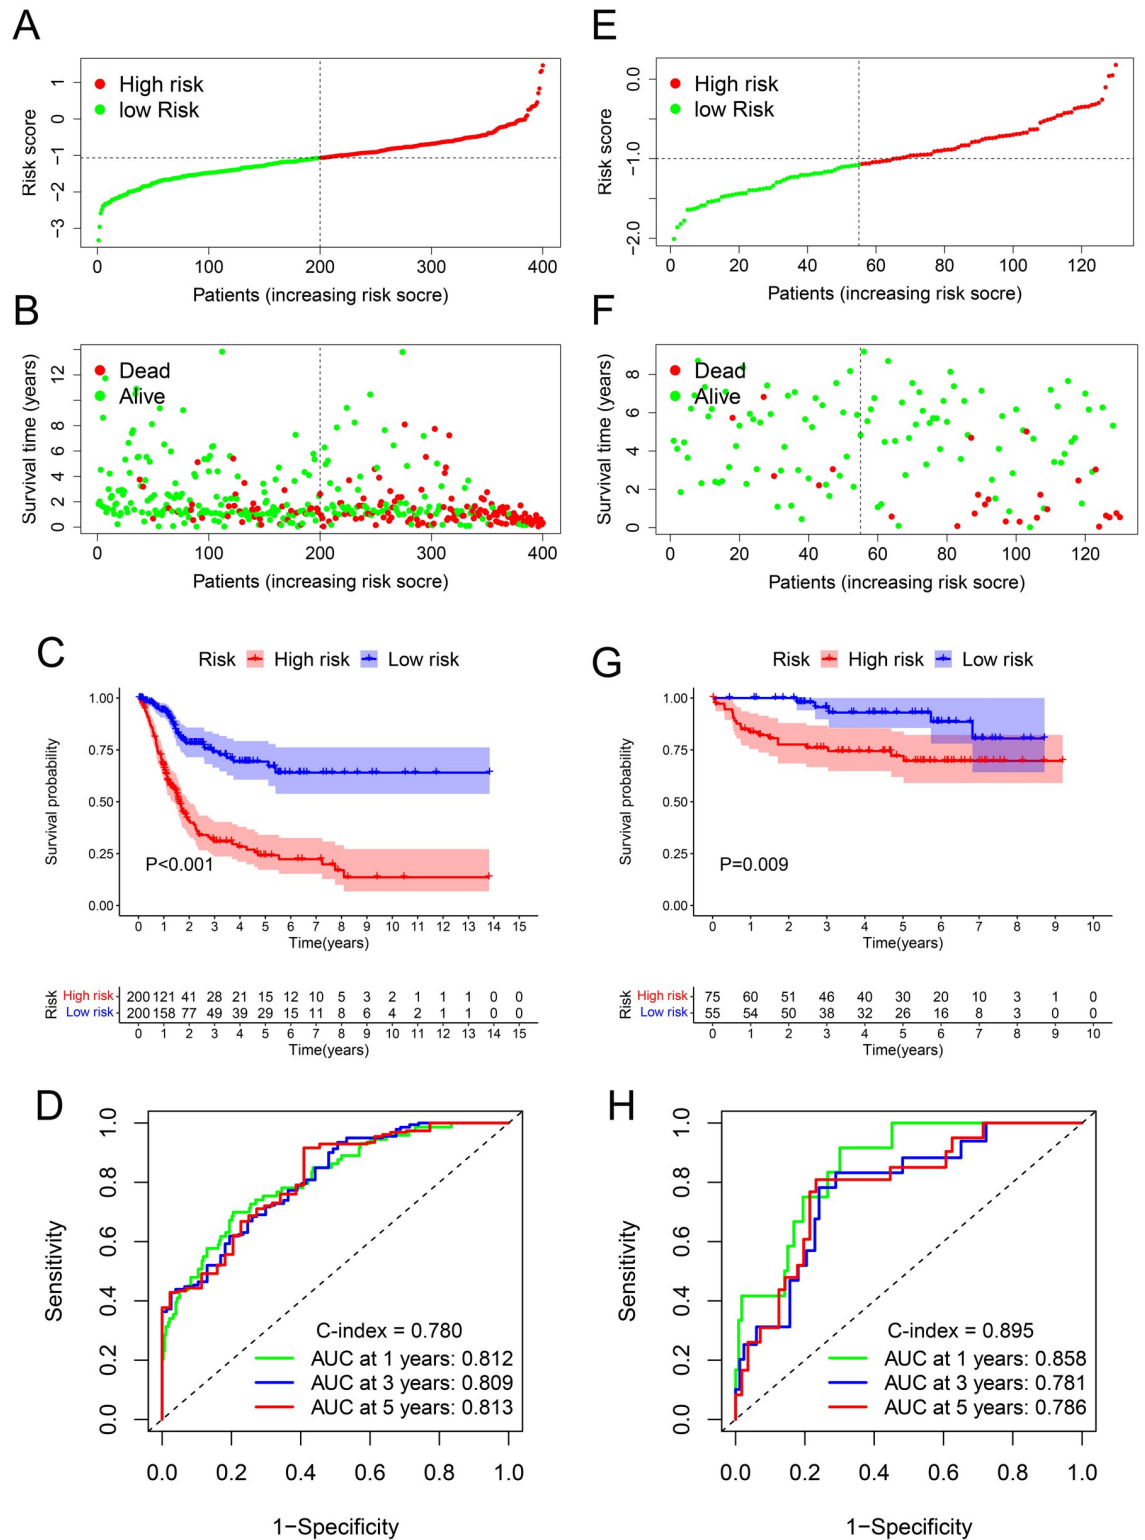 A
High risk
low Risk
Risk score
1
0
−1
−2
−3
0 100 200 300 400
Patients (increasing risk socre)
E
High risk
low Risk
Risk score
0.0
−1.0
−2.0
0 20 40 60 80 100 120
Patients (increasing risk socre)
B
Dead
Alive
Survival time (years)
12
8
6
4
2
0
0 100 200 300 400
Patients (increasing risk socre)
F
Dead
Alive
Survival time (years)
8
6
4
2
0
0 20 40 60 80 100 120
Patients (increasing risk socre)
C
Risk High risk Low risk
Survival probability
1.00
0.75
0.50
0.25
0.00
P<0.001
0 1 2 3 4 5 6 7 8 9 10 11 12 13 14 15
Time(years)
Risk
High risk 200 121 41 28 21 15 12 10 5 3 2 1 1 1 0 0
Low risk 200 158 77 49 39 29 15 11 8 6 4 2 1 1 0 0
0 1 2 3 4 5 6 7 8 9 10 11 12 13 14 15
Time(years)
G
Risk High risk Low risk
Survival probability
1.00
0.75
0.50
0.25
0.00
P=0.009
0 1 2 3 4 5 6 7 8 9 10
Time(years)
Risk
High risk 75 60 51 46 40 30 20 10 3 1 0
Low risk 55 54 50 38 32 26 16 8 3 0 0
0 1 2 3 4 5 6 7 8 9 10
Time(years)
D
Sensitivity
1.0
0.8
0.6
0.4
0.2
0.0
C-index = 0.780
AUC at 1 years: 0.812
AUC at 3 years: 0.809
AUC at 5 years: 0.813
0.0 0.2 0.4 0.6 0.8 1.0
1−Specificity
H
Sensitivity
1.0
0.8
0.6
0.4
0.2
0.0
C-index = 0.895
AUC at 1 years: 0.858
AUC at 3 years: 0.781
AUC at 5 years: 0.786
0.0 0.2 0.4 0.6 0.8 1.0
1−Specificity